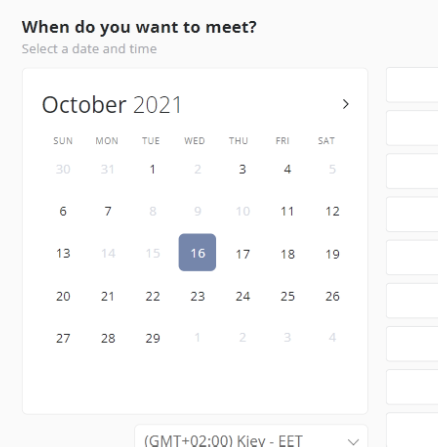 When do you want to meet?
Select a date and time
October 2021
SUN MON TUE WED THU FRI SAT
30 31 1 2 3 4 5
6 7 8 9 10 11 12
13 14 15 16 17 18 19
20 21 22 23 24 25 26
27 28 29 1 2 3 4
(GMT+02:00) Kiev - EET